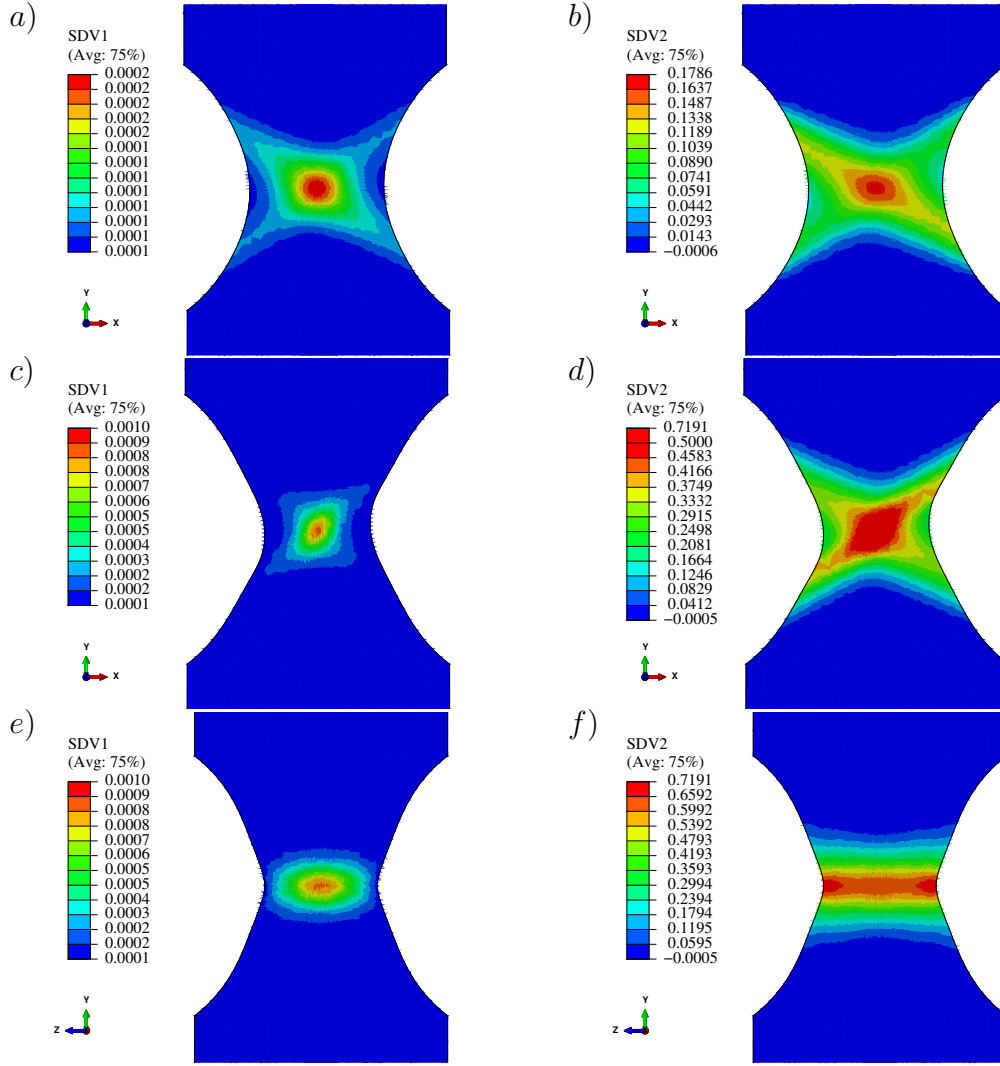 a)
SDV1
(Avg: 75%)
0.0002
0.0002
0.0002
0.0002
0.0002
0.0001
0.0001
0.0001
0.0001
0.0001
0.0001
0.0001
0.0001
Y
X
b)
SDV2
(Avg: 75%)
0.1786
0.1637
0.1487
0.1338
0.1189
0.1039
0.0890
0.0741
0.0591
0.0442
0.0293
0.0143
−0.0006
Y
X
c)
SDV1
(Avg: 75%)
0.0010
0.0009
0.0008
0.0008
0.0007
0.0006
0.0005
0.0005
0.0004
0.0003
0.0002
0.0002
0.0001
Y
X
d)
SDV2
(Avg: 75%)
0.7191
0.5000
0.4583
0.4166
0.3749
0.3332
0.2915
0.2498
0.2081
0.1664
0.1246
0.0829
0.0412
−0.0005
Y
X
e)
SDV1
(Avg: 75%)
0.0010
0.0009
0.0008
0.0008
0.0007
0.0006
0.0005
0.0005
0.0004
0.0003
0.0002
0.0002
0.0001
Y
Z
f)
SDV2
(Avg: 75%)
0.7191
0.6592
0.5992
0.5392
0.4793
0.4193
0.3593
0.2994
0.2394
0.1794
0.1195
0.0595
−0.0005
Y
Z